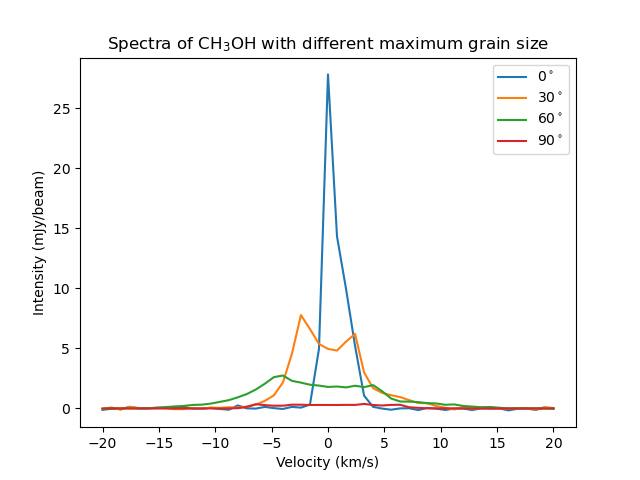 Spectra of CH₃OH with different maximum grain size
Intensity (mJy/beam)
25
20
15
10
5
0
0°
30°
60°
90°
−20 −15 −10 −5 0 5 10 15 20
Velocity (km/s)